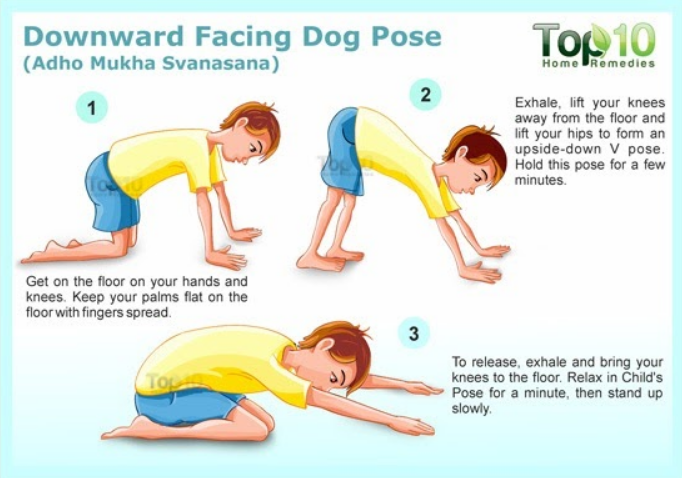 Downward Facing Dog Pose
(Adho Mukha Svanasana)
Top10
Home Remedies
1
Get on the floor on your hands and
knees. Keep your palms flat on the
floor with fingers spread.
2
Exhale, lift your knees
away from the floor and
lift your hips to form an
upside-down V pose.
Hold this pose for a few
minutes.
3
To release, exhale and bring your
knees to the floor. Relax in Child's
Pose for a minute, then stand up
slowly.
Top10
Top10
Top10